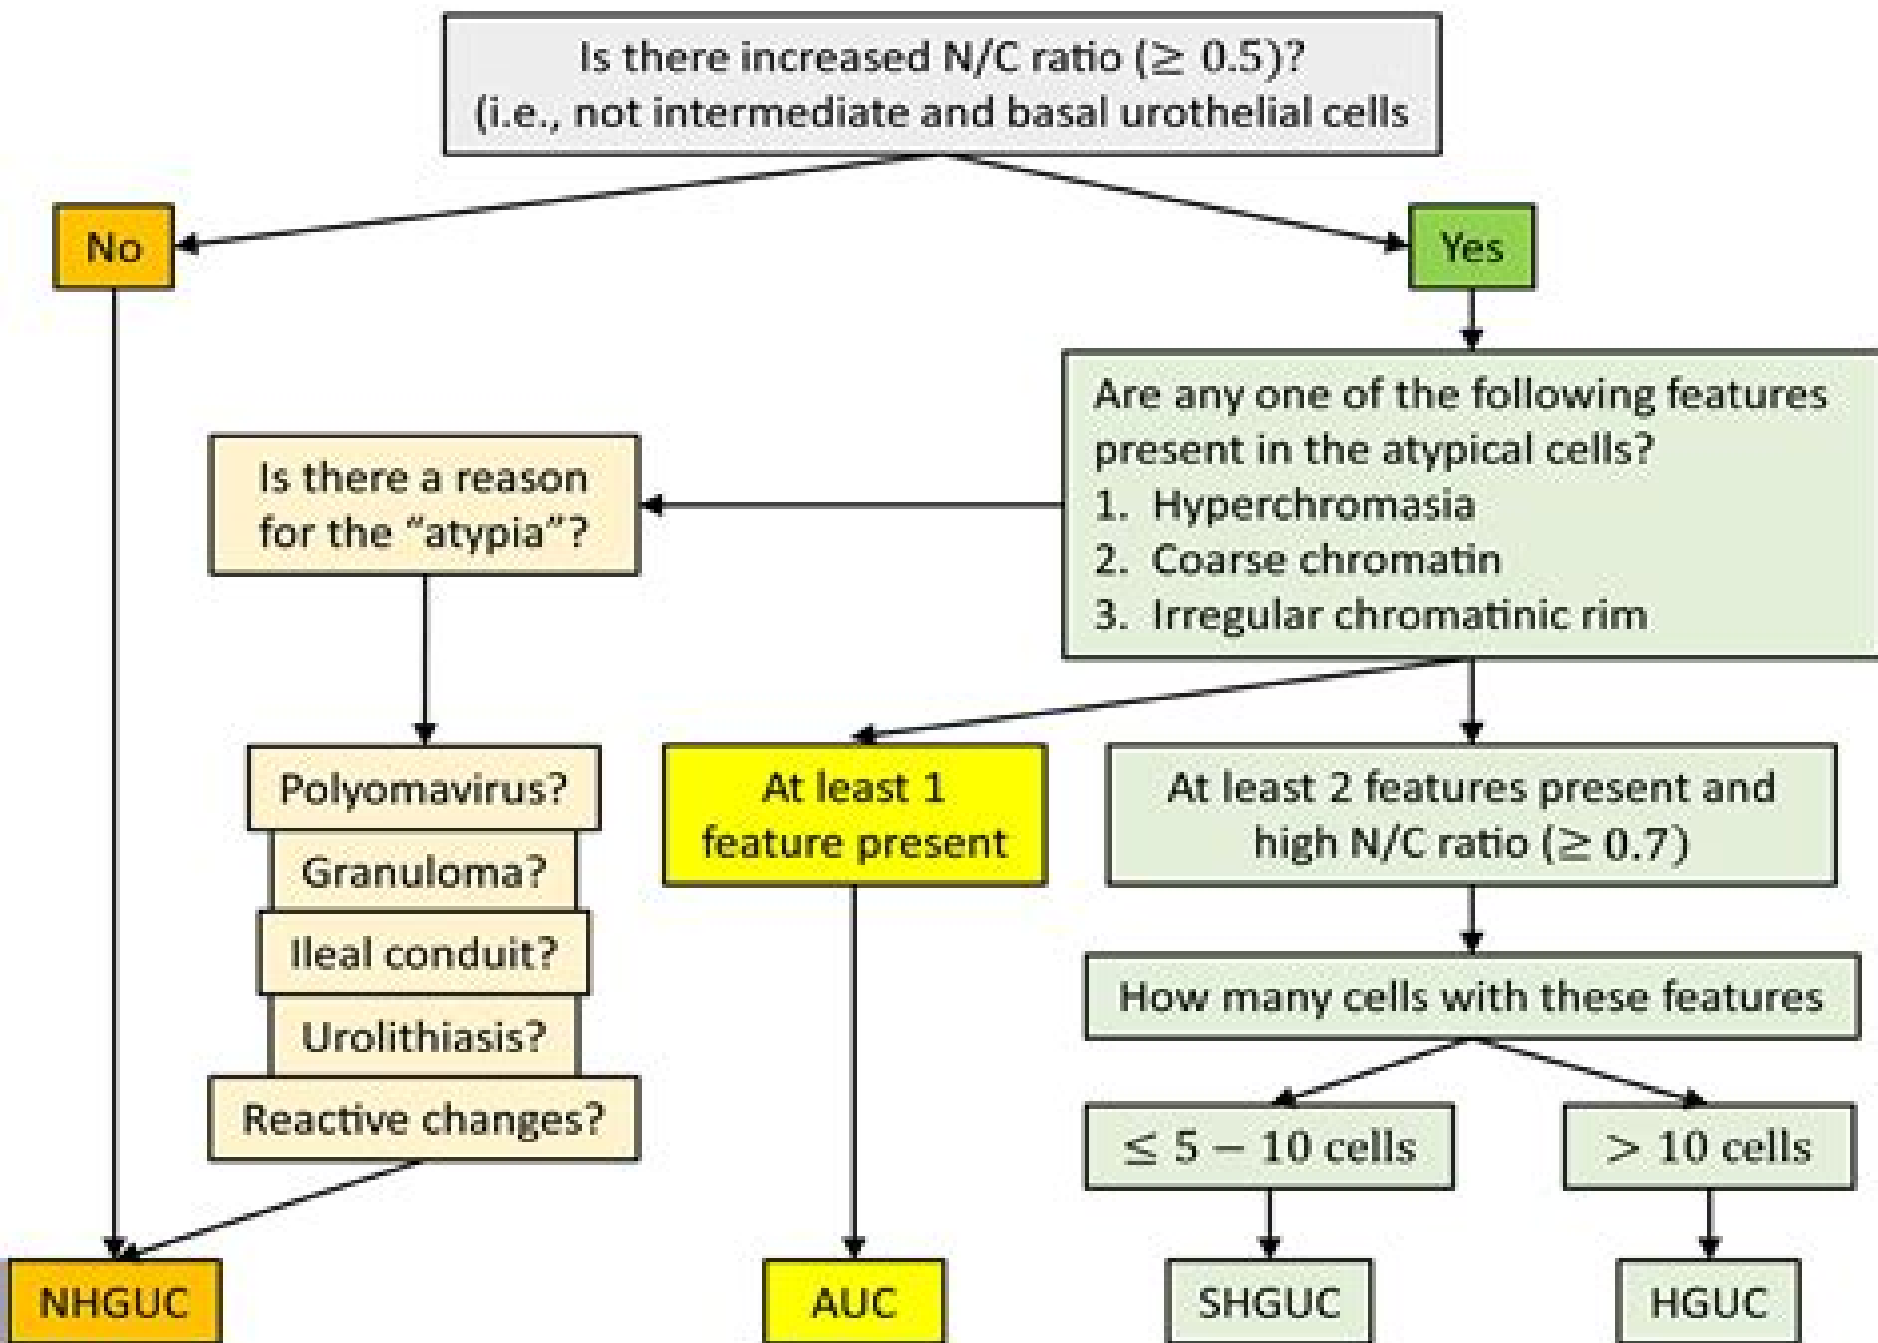 Is there increased N/C ratio (≥ 0.5)?
(i.e., not intermediate and basal urothelial cells
No
Yes
Are any one of the following features
present in the atypical cells?
1. Hyperchromasia
2. Coarse chromatin
3. Irregular chromatinic rim
Is there a reason
for the “atypia”?
Polyomavirus?
Granuloma?
Ileal conduit?
Urolithiasis?
Reactive changes?
At least 1
feature present
At least 2 features present and
high N/C ratio (≥ 0.7)
How many cells with these features
≤ 5 – 10 cells
> 10 cells
NHGUC
AUC
SHGUC
HGUC